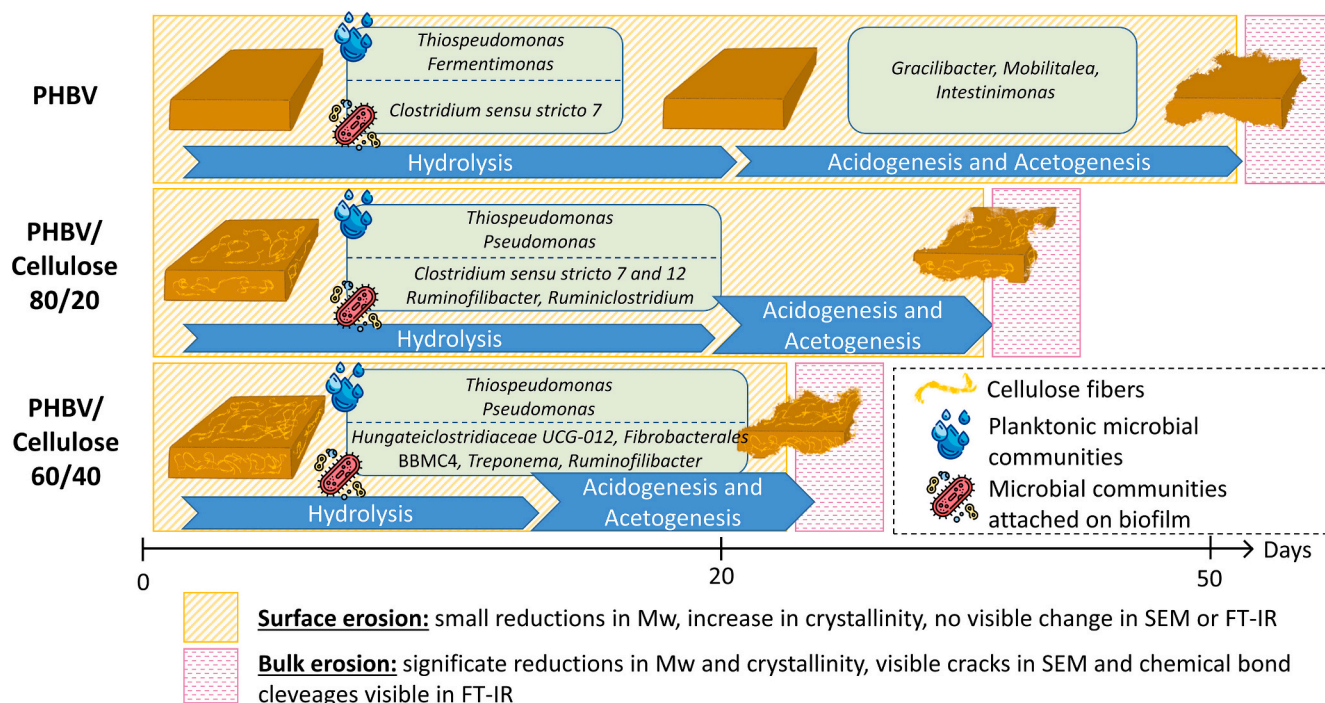 PHBV
Thiospeudomonas
Fermentimonas
Clostridium sensu stricto 7
Gracilibacter, Mobilitalea,
Intestinimonas
Hydrolysis
Acidogenesis and Acetogenesis
PHBV/
Cellulose
80/20
Thiospeudomonas
Pseudomonas
Clostridium sensu stricto 7 and 12
Ruminofilibacter, Ruminiclostridium
Hydrolysis
Acidogenesis and
Acetogenesis
PHBV/
Cellulose
60/40
Thiospeudomonas
Pseudomonas
Hungateiclostridiaceae UCG-012, Fibrobacterales
BBMC4, Treponema, Ruminofilibacter
Hydrolysis
Acidogenesis and
Acetogenesis
Cellulose fibers
Planktonic microbial
communities
Microbial communities
attached on biofilm
0
20
50
Days
Surface erosion: small reductions in Mw, increase in crystallinity, no visible change in SEM or FT-IR
Bulk erosion: significate reductions in Mw and crystallinity, visible cracks in SEM and chemical bond
cleveages visible in FT-IR